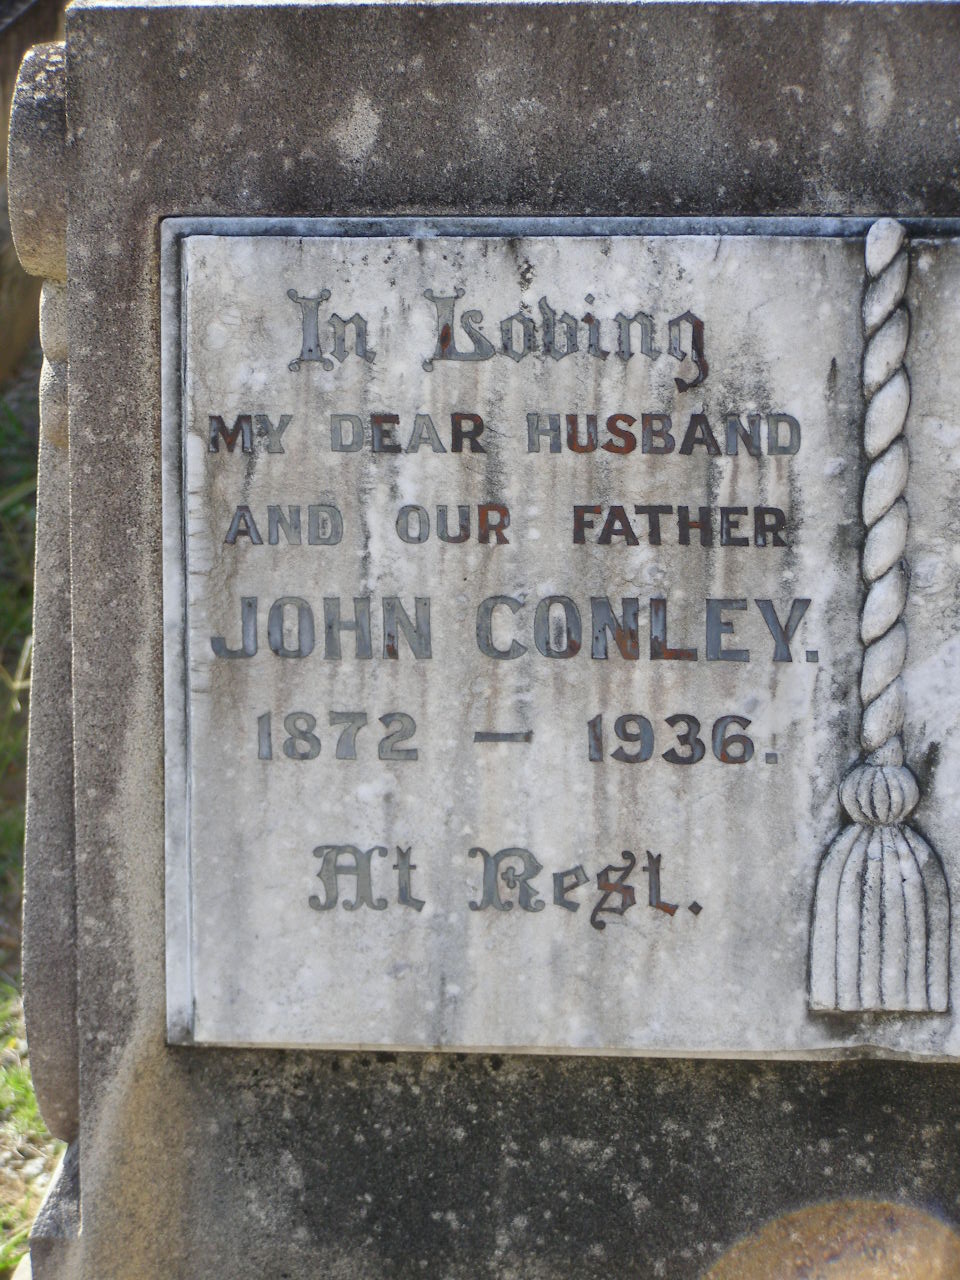 In Loving
MY DEAR HUSBAND
AND OUR FATHER
JOHN CONLEY.
1872 — 1936.
At Rest.